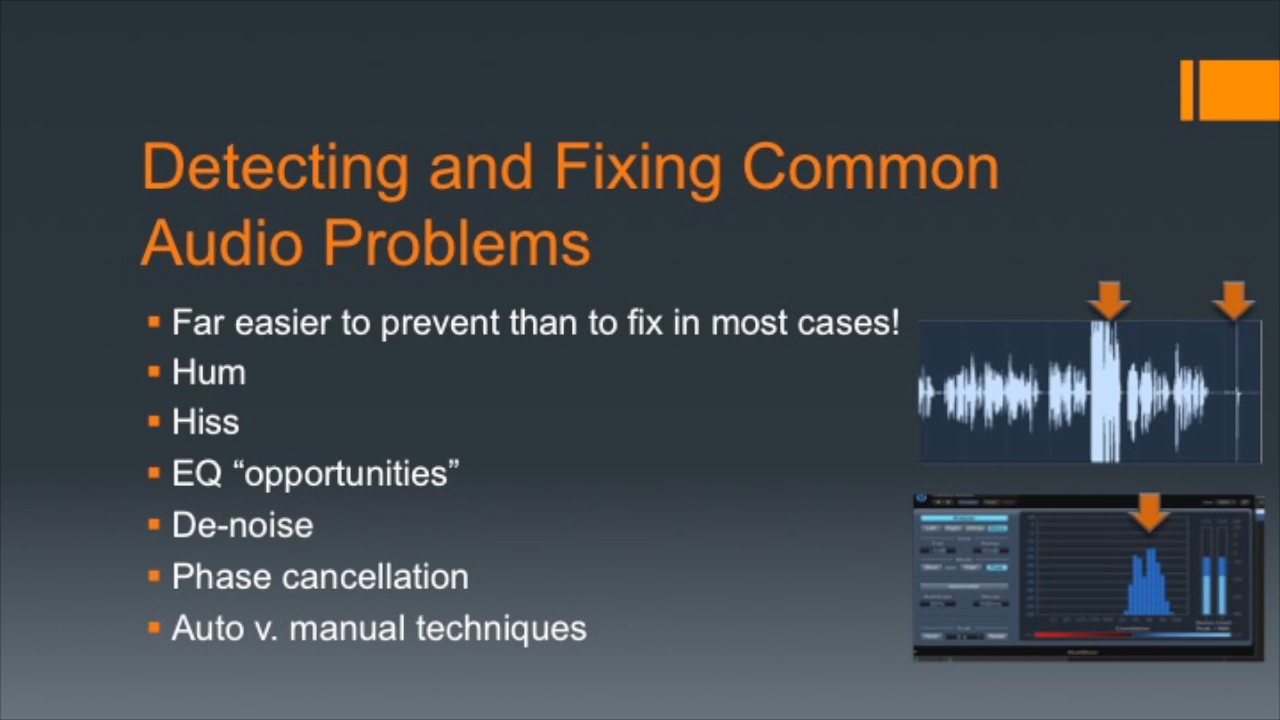 Detecting and Fixing Common
Audio Problems
Far easier to prevent than to fix in most cases!
Hum
Hiss
EQ “opportunities”
De-noise
Phase cancellation
Auto v. manual techniques